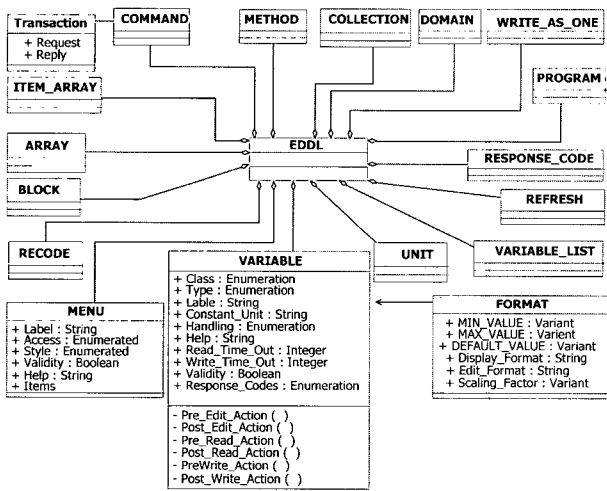 Transaction
+ Request
+ Reply
COMMAND
METHOD
COLLECTION
DOMAIN
WRITE_AS_ONE
PROGRAM
ITEM_ARRAY
ARRAY
EDDL
RESPONSE_CODE
BLOCK
REFRESH
RECODE
UNIT
VARIABLE_LIST
MENU
+ Label : String
+ Access : Enumerated
+ Style : Enumerated
+ Validity : Boolean
+ Help : String
+ Items
VARIABLE
+ Class : Enumeration
+ Type : Enumeration
+ Lable : String
+ Constant_Unit : String
+ Handling : Enumeration
+ Help : String
+ Read_Time_Out : Integer
+ Write_Time_Out : Integer
+ Validity : Boolean
+ Response_Codes : Enumeration
- Pre_Edit_Action ( )
- Post_Edit_Action ( )
- Pre_Read_Action ( )
- Post_Read_Action ( )
- PreWrite_Action ( )
- Post_Write_Action ( )
FORMAT
+ MIN_VALUE : Variant
+ MAX_VALUE : Varient
+ DEFAULT_VALUE : Variant
+ Display_Format : String
+ Edit_Format : String
+ Scaling_Factor : Variant